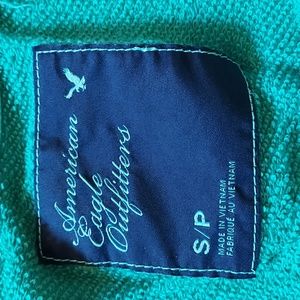 American
Eagle
Outfitters
S/P
MADE IN VIETNAM
FABRIQUÉ AU VIETNAM